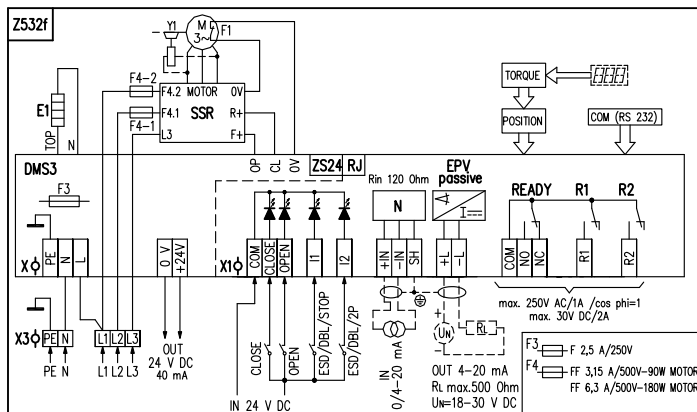 Z532f
Y1
M
3~
F1
F4-2
F4.2 MOTOR 0V
SSR
F4.1
R+
L3
F+
F4-1
E1
TOP
N
TORQUE
POSITION
COM (RS 232)
OP
CL
0V
DMS3
ZS24 RJ
EPV
passive
Rin 120 Ohm
N
READY R1 R2
F3
X
PE
N
L
0 V
+24V
X1
COM
CLOSE
OPEN
I1
I2
+IN
-IN
SH
+L
-L
COM
NO
NC
R1
R2
max. 250V AC/1A /cos phi=1
max. 30V DC/2A
X3
PE N
L1 L2 L3
PE N
L1 L2 L3
OUT
24 V DC
40 mA
CLOSE
OPEN
ESD/DBL/STOP
ESD/DBL/2P
IN 24 V DC
IN
0/4-20 mA
+
UN
-
RL
OUT 4-20 mA
RL max.500 Ohm
UN=18-30 V DC
F3
F 2,5 A/250V
F4
FF 3,15 A/500V-90W MOTOR
FF 6,3 A/500V-180W MOTOR